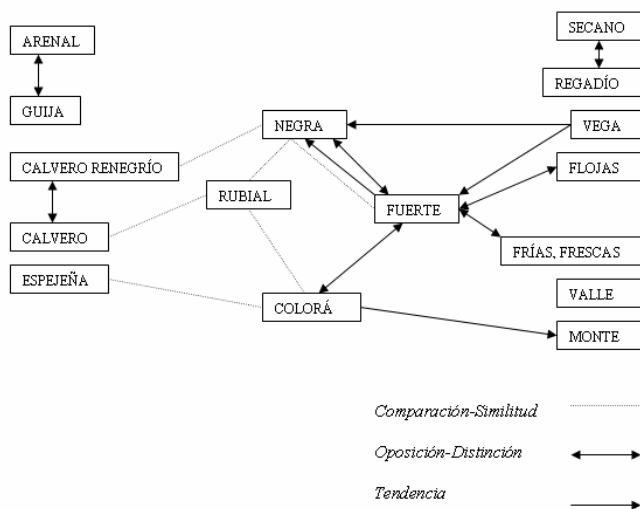 SECANO
ARENAL
REGADÍO
GUIJA
NEGRA
VEGA
CALVERO RENEGRÍO
FLOJAS
RUBIAL
FUERTE
CALVERO
FRÍAS, FRESCAS
ESPEJEÑA
VALLE
COLORÁ
MONTE
Comparación-Similitud
Oposición-Distinción
Tendencia